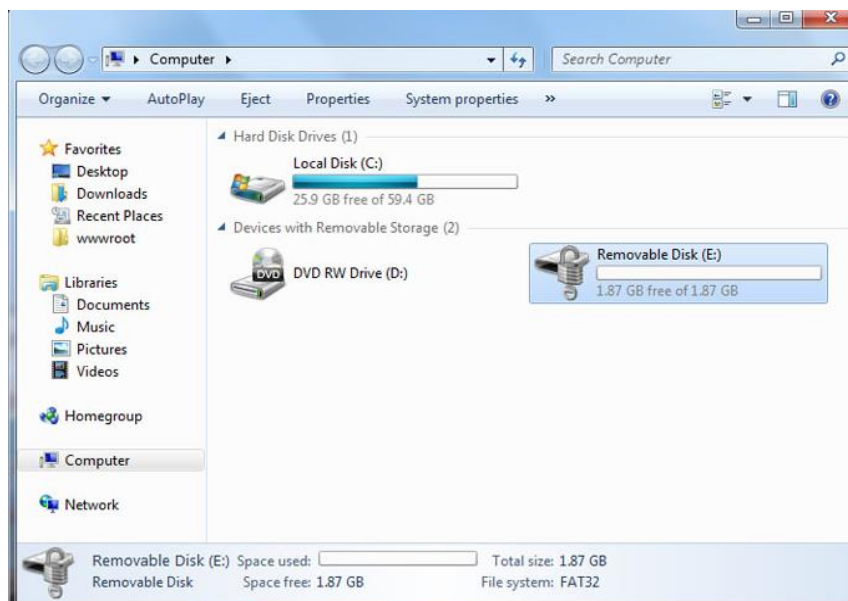 Computer
Search Computer
Organize AutoPlay Eject Properties System properties »
Favorites
Desktop
Downloads
Recent Places
wwwroot
Libraries
Documents
Music
Pictures
Videos
Homegroup
Computer
Network
Hard Disk Drives (1)
Local Disk (C:)
25.9 GB free of 59.4 GB
Devices with Removable Storage (2)
DVD
DVD RW Drive (D:)
Removable Disk (E:)
1.87 GB free of 1.87 GB
Removable Disk (E:) Space used: Total size: 1.87 GB
Removable Disk Space free: 1.87 GB File system: FAT32